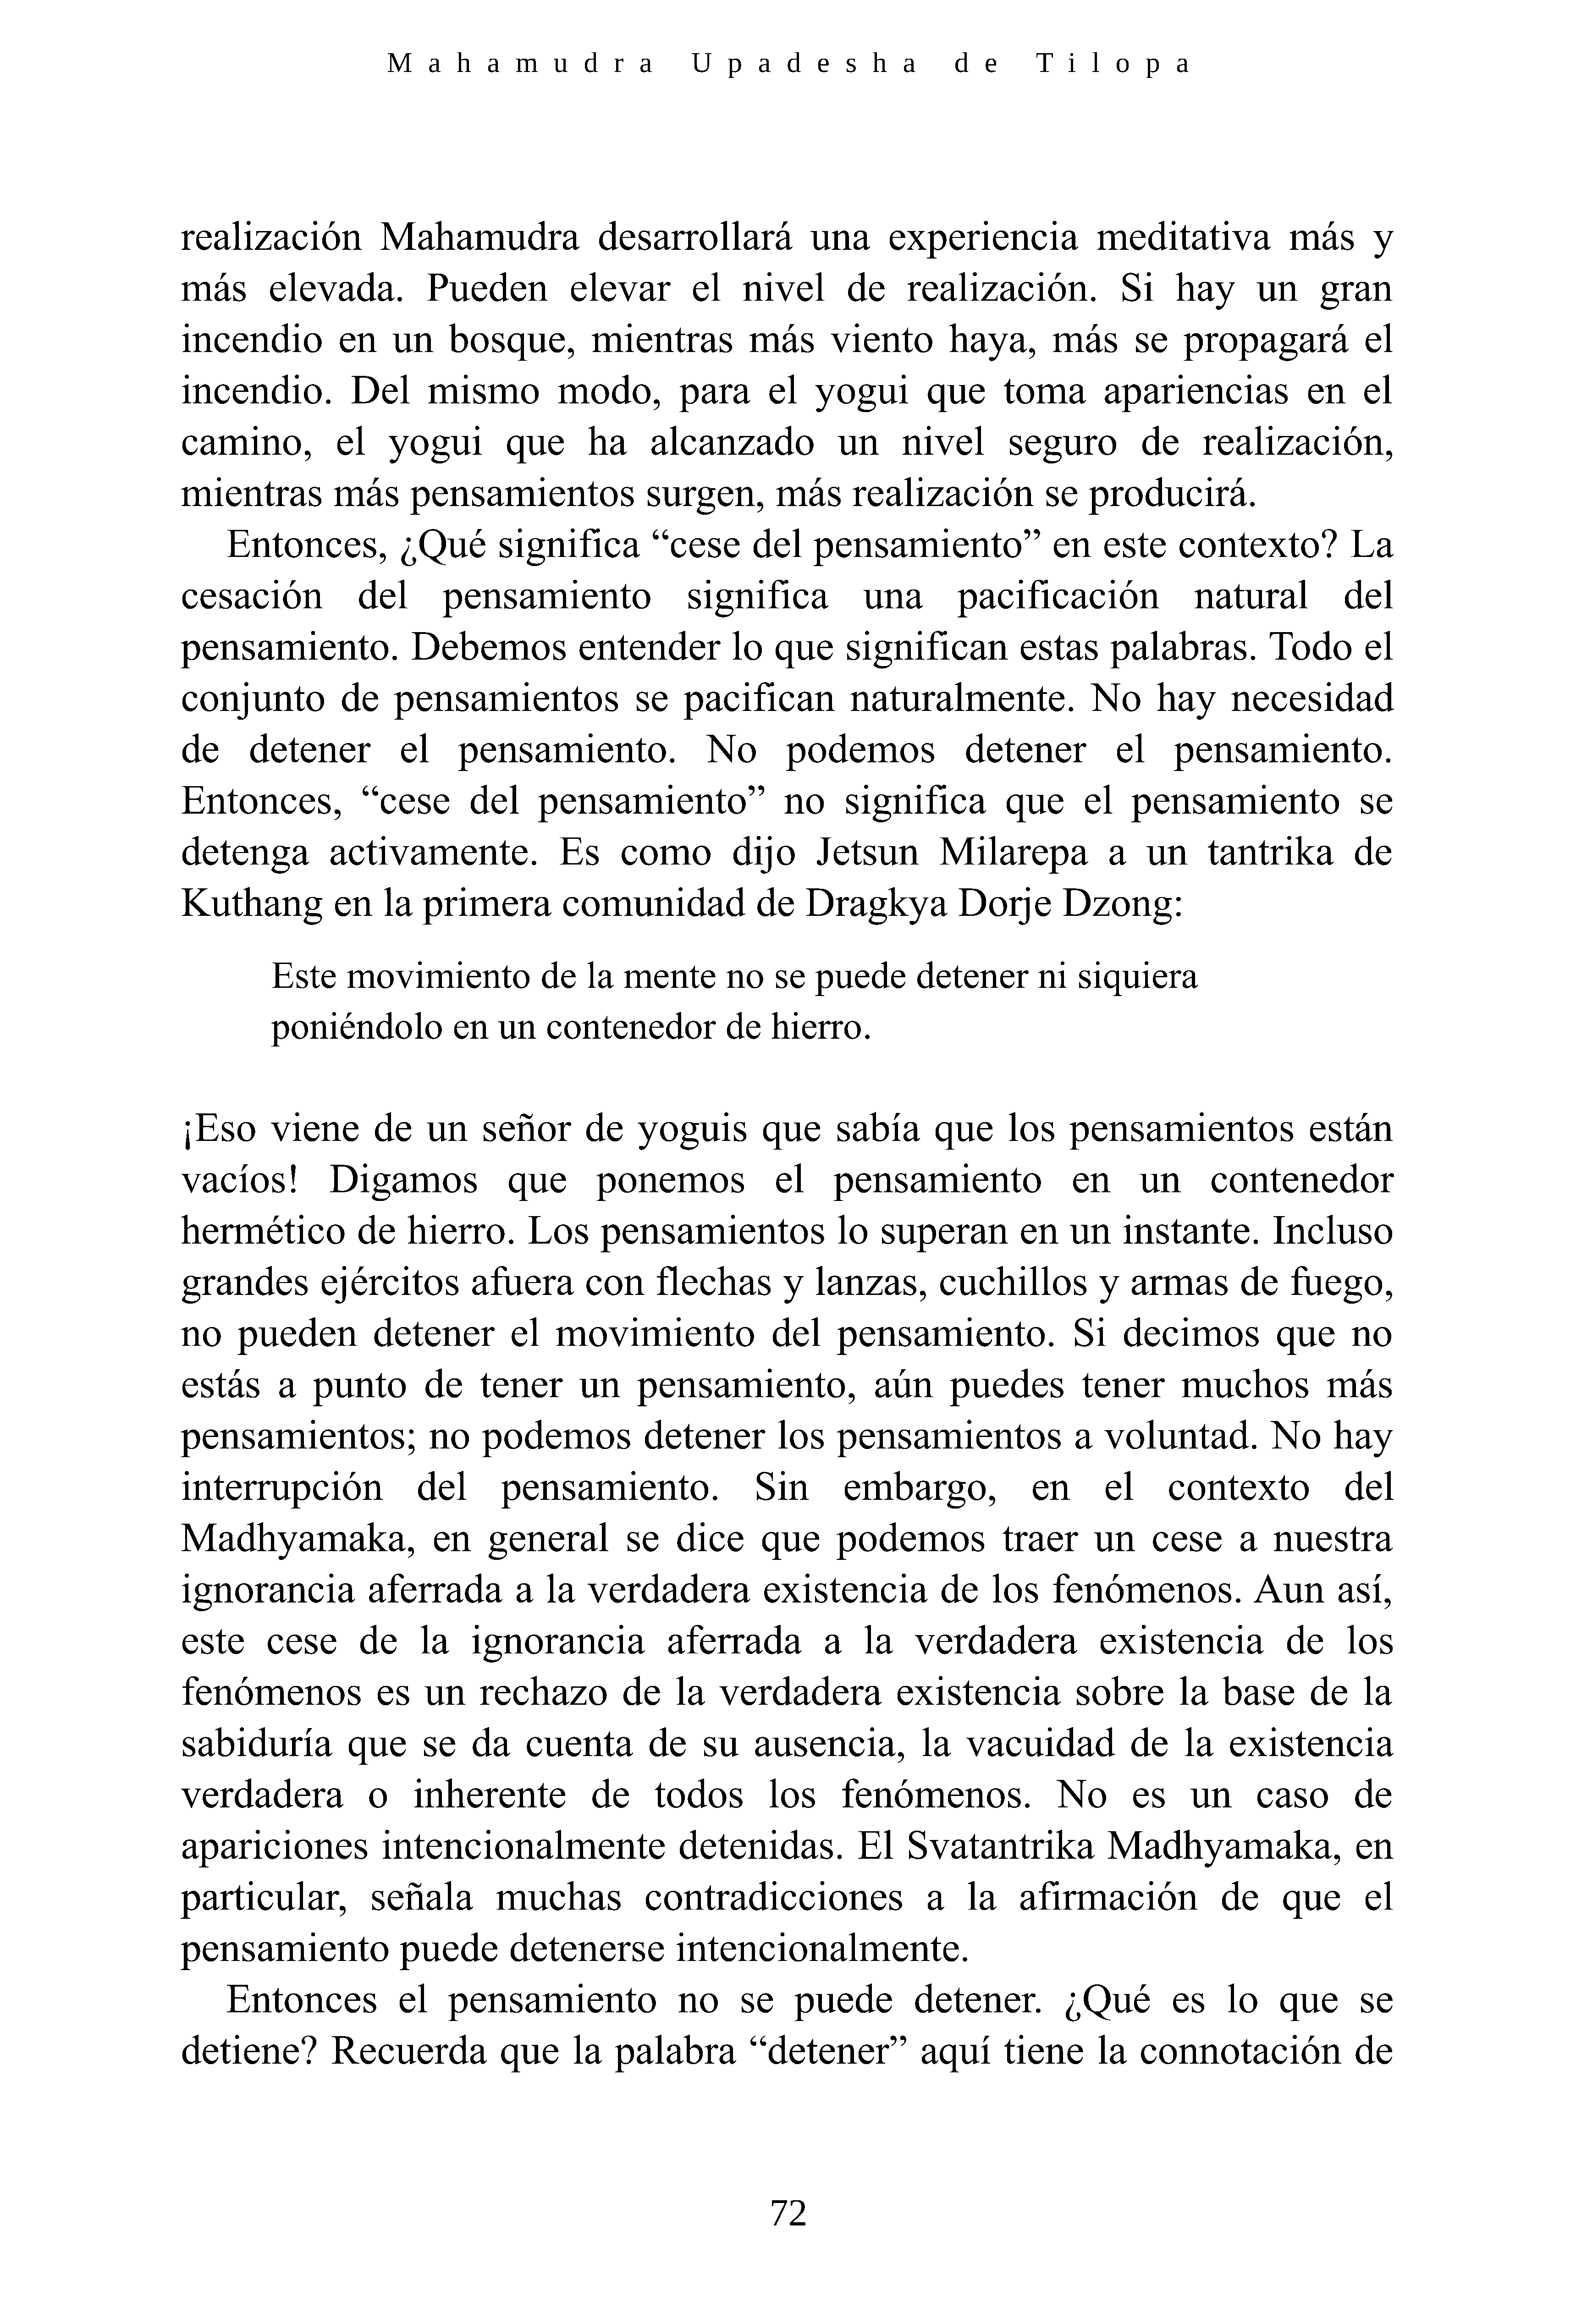 Mahamudra Upadesha de Tilopa
realización Mahamudra desarrollará una experiencia meditativa más y
más elevada. Pueden elevar el nivel de realización. Si hay un gran
incendio en un bosque, mientras más viento haya, más se propagará el
incendio. Del mismo modo, para el yogui que toma apariencias en el
camino, el yogui que ha alcanzado un nivel seguro de realización,
mientras más pensamientos surgen, más realización se producirá.
Entonces, ¿Qué significa “cese del pensamiento” en este contexto? La
cesación del pensamiento significa una pacificación natural del
pensamiento. Debemos entender lo que significan estas palabras. Todo el
conjunto de pensamientos se pacifican naturalmente. No hay necesidad
de detener el pensamiento. No podemos detener el pensamiento.
Entonces, “cese del pensamiento” no significa que el pensamiento se
detenga activamente. Es como dijo Jetsun Milarepa a un tantrika de
Kuthang en la primera comunidad de Dragkya Dorje Dzong:
Este movimiento de la mente no se puede detener ni siquiera
poniéndolo en un contenedor de hierro.
¡Eso viene de un señor de yoguis que sabía que los pensamientos están
vacíos! Digamos que ponemos el pensamiento en un contenedor
hermético de hierro. Los pensamientos lo superan en un instante. Incluso
grandes ejércitos afuera con flechas y lanzas, cuchillos y armas de fuego,
no pueden detener el movimiento del pensamiento. Si decimos que no
estás a punto de tener un pensamiento, aún puedes tener muchos más
pensamientos; no podemos detener los pensamientos a voluntad. No hay
interrupción del pensamiento. Sin embargo, en el contexto del
Madhyamaka, en general se dice que podemos traer un cese a nuestra
ignorancia aferrada a la verdadera existencia de los fenómenos. Aun así,
este cese de la ignorancia aferrada a la verdadera existencia de los
fenómenos es un rechazo de la verdadera existencia sobre la base de la
sabiduría que se da cuenta de su ausencia, la vacuidad de la existencia
verdadera o inherente de todos los fenómenos. No es un caso de
apariciones intencionalmente detenidas. El Svatantrika Madhyamaka, en
particular, señala muchas contradicciones a la afirmación de que el
pensamiento puede detenerse intencionalmente.
Entonces el pensamiento no se puede detener. ¿Qué es lo que se
detiene? Recuerda que la palabra “detener” aquí tiene la connotación de
72